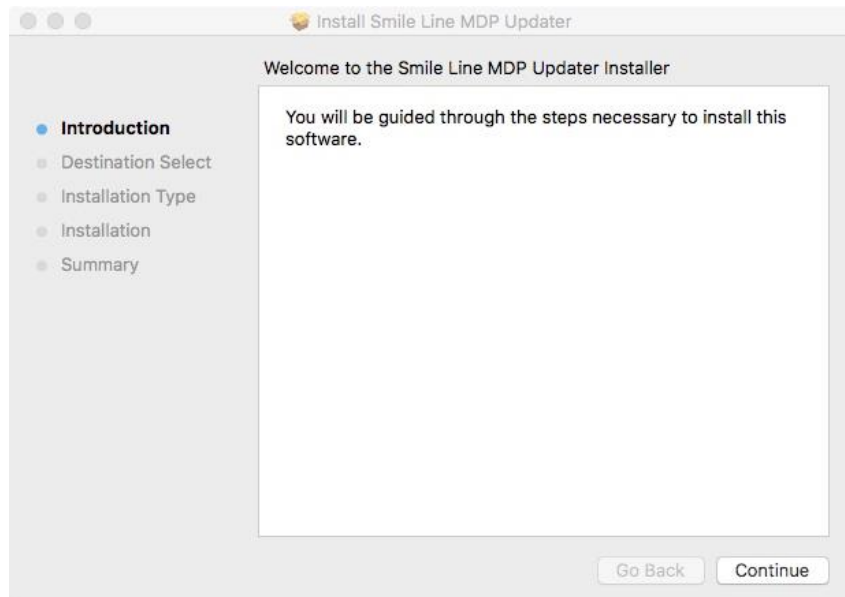 Install Smile Line MDP Updater
Welcome to the Smile Line MDP Updater Installer
Introduction
Destination Select
Installation Type
Installation
Summary
You will be guided through the steps necessary to install this
software.
Go Back
Continue